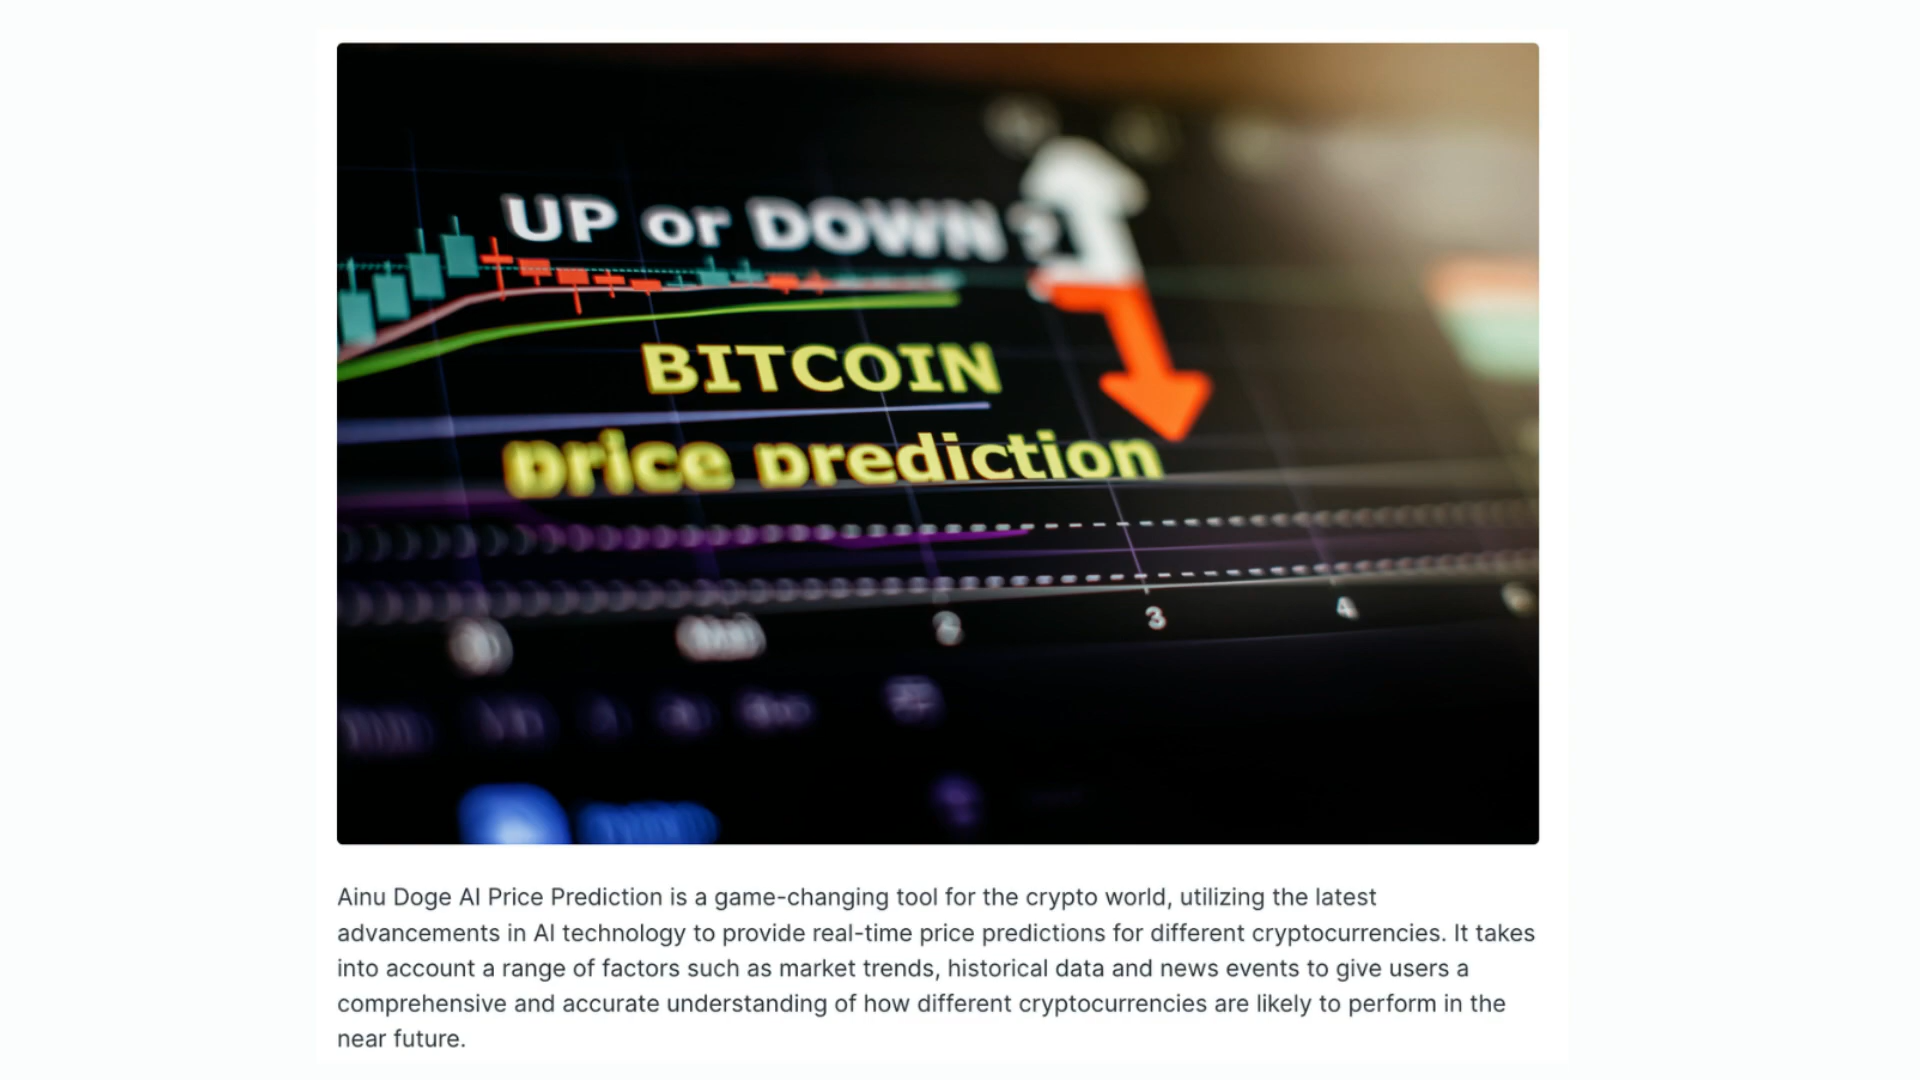 UP or DOWN?
BITCOIN
price prediction
2
3
4
Ainu Doge AI Price Prediction is a game-changing tool for the crypto world, utilizing the latest
advancements in AI technology to provide real-time price predictions for different cryptocurrencies. It takes
into account a range of factors such as market trends, historical data and news events to give users a
comprehensive and accurate understanding of how different cryptocurrencies are likely to perform in the
near future.